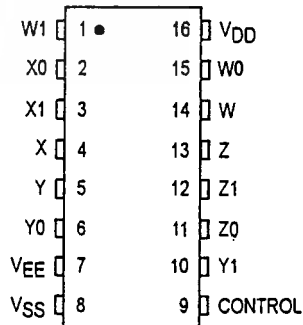 W1 1 16 VDD
X0 2 15 W0
X1 3 14 W
X 4 13 Z
Y 5 12 Z1
Y0 6 11 Z0
VEE 7 10 Y1
VSS 8 9 CONTROL